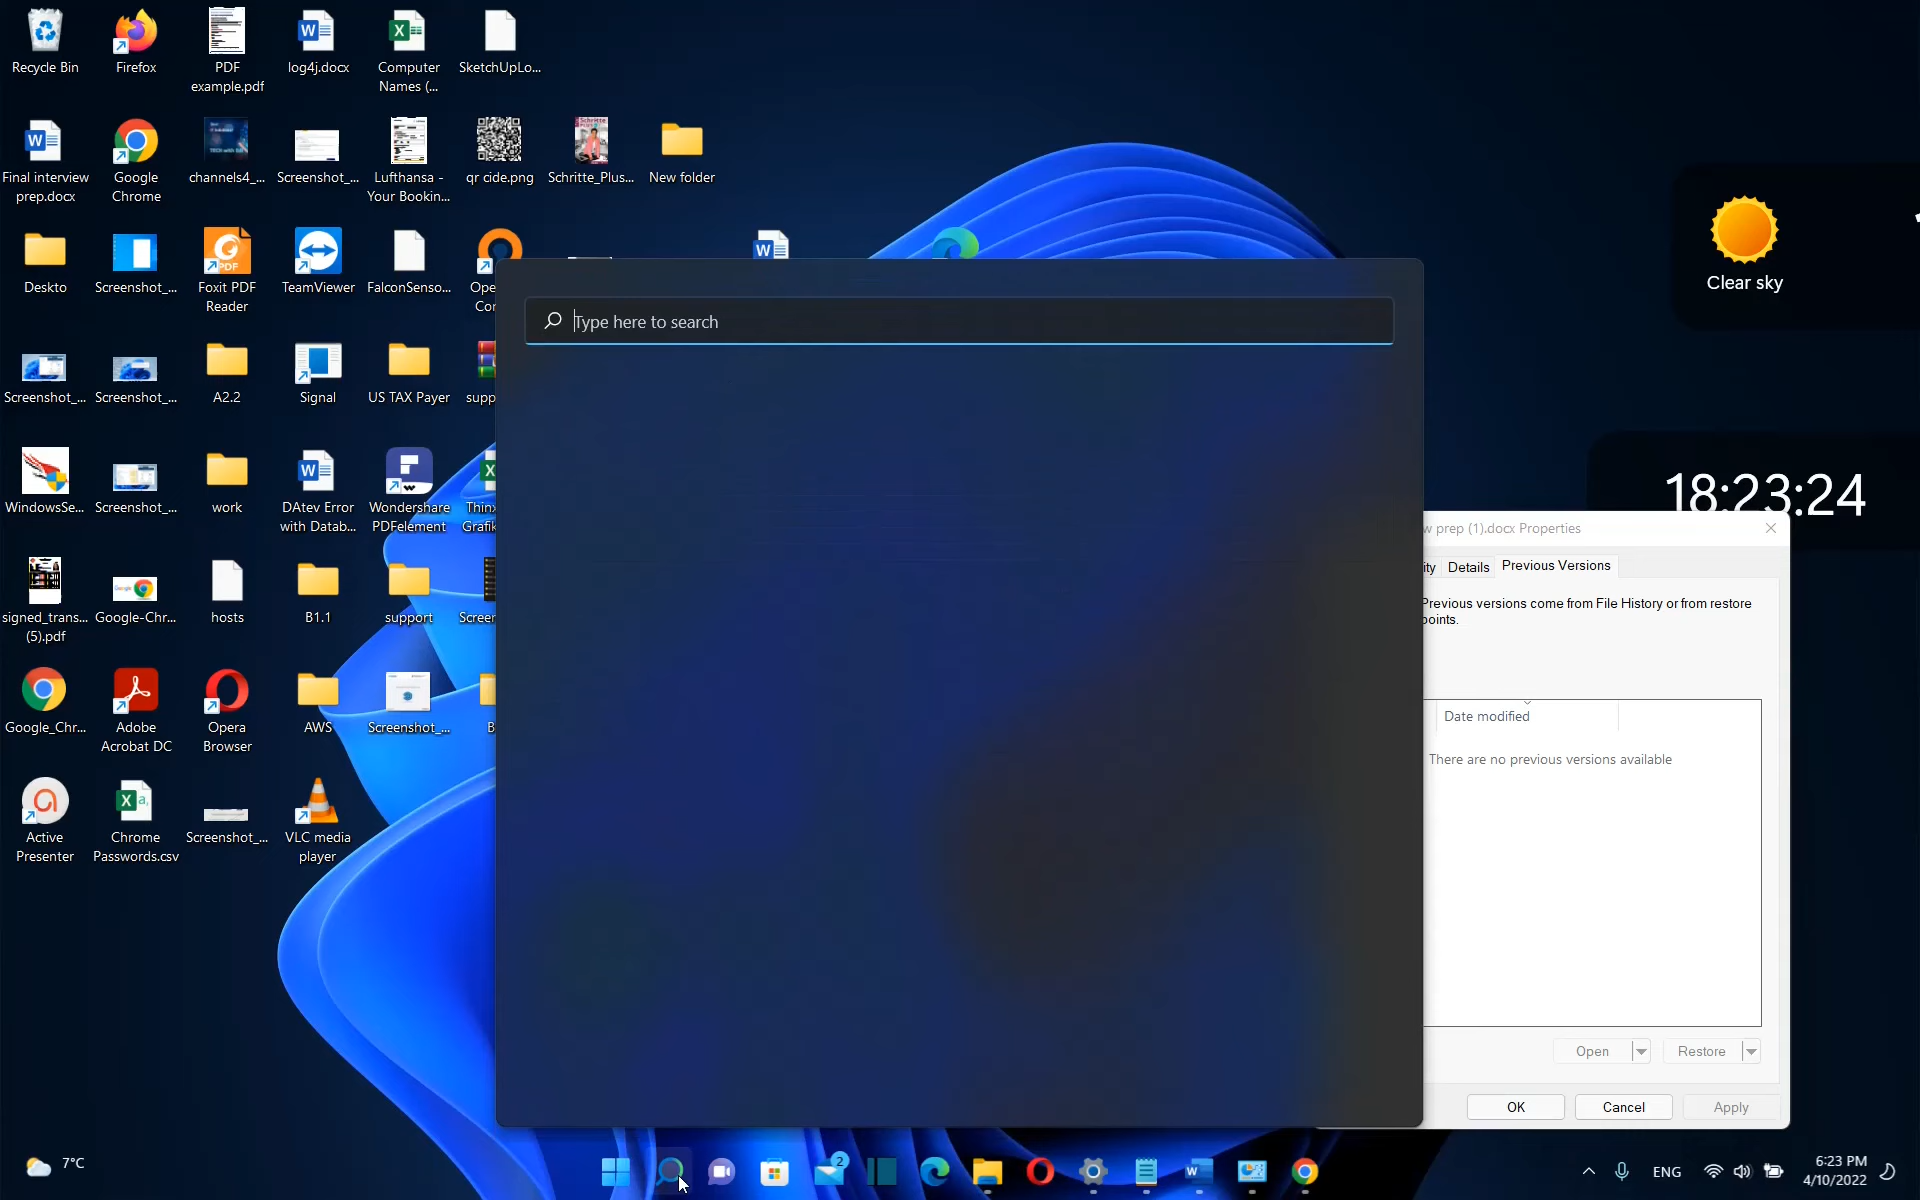 Recycle Bin
Firefox
PDF
example.pdf
log4j.docx
Computer
Names (...
SketchUpLo...
Final interview
prep.docx
Google
Chrome
channels4_...
Screenshot_...
Lufthansa -
Your Bookin...
qr cide.png
Schritte_Plus...
New folder
Deskto
Screenshot_...
Foxit PDF
Reader
TeamViewer
FalconSenso...
Ope
Cor
Screenshot_...
Screenshot_...
A2.2
Signal
US TAX Payer
supp
WindowsSe...
Screenshot_...
work
DAtev Error
with Datab...
Wondershare
PDFelement
Thinx
Grafik
signed_trans...
(5).pdf
Google-Chr...
hosts
B1.1
support
Screen
Google_Chr...
Adobe
Acrobat DC
Opera
Browser
AWS
Screenshot_...
B
Active
Presenter
Chrome
Passwords.csv
Screenshot_...
VLC media
player
Type here to search
Clear sky
18:23:24
w prep (1).docx Properties
ity
Details
Previous Versions
Previous versions come from File History or from restore
points.
Date modified
There are no previous versions available
Open
Restore
OK
Cancel
Apply
7°C
2
ENG
6:23 PM
4/10/2022